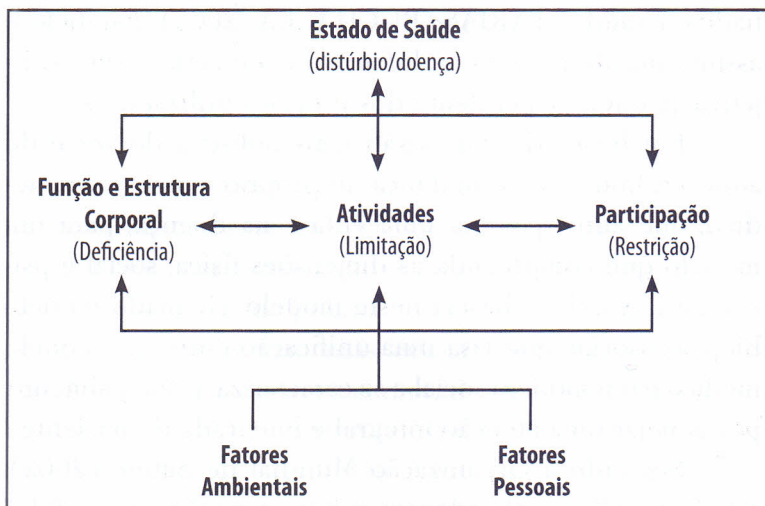 Estado de Saúde
(distúrbio/doença)
Função e Estrutura
Corporal
(Deficiência)
Atividades
(Limitação)
Participação
(Restrição)
Fatores
Ambientais
Fatores
Pessoais